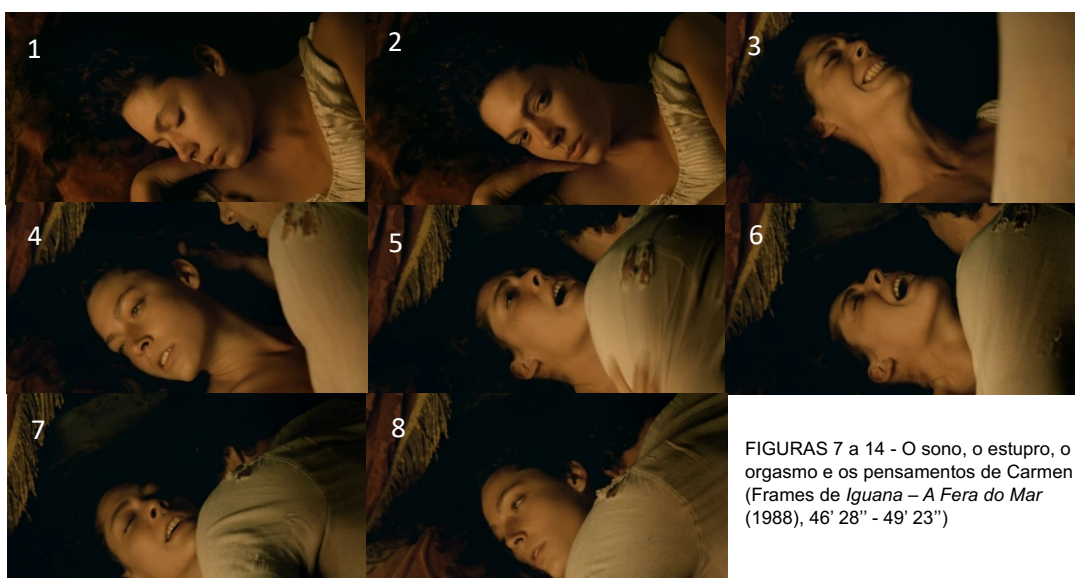 1
2
3
4
5
6
7
8
FIGURAS 7 a 14 - O sono, o estupro, o
orgasmo e os pensamentos de Carmen
(Frames de Iguana – A Fera do Mar
(1988), 46’ 28’’ - 49’ 23’’)